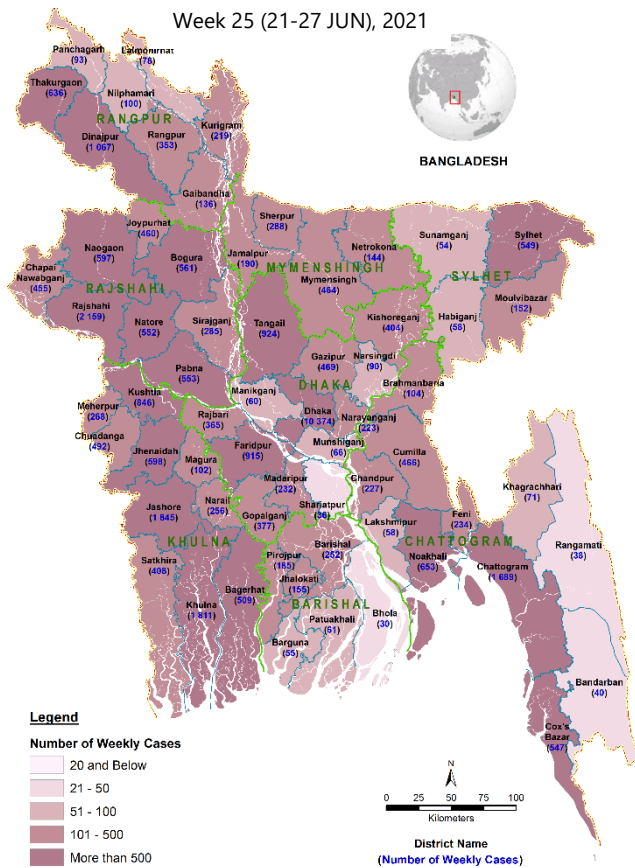 Week 25 (21-27 JUN), 2021
BANGLADESH
Panchagarh
(93)
Lalmonirhat
(78)
Thakurgaon
(636)
Nilphamari
(100)
RANGPUR
Dinajpur
(1 067)
Rangpur
(353)
Kurigram
(219)
Gaibandha
(136)
Joypurhat
(460)
Sherpur
(288)
Netrokona
(144)
Sunamganj
(54)
Sylhet
(549)
Naogaon
(597)
Bogura
(561)
Jamalpur
(190)
MYMENSINGH
Mymensingh
(464)
SYLHET
Chapai
Nawabganj
(455)
RAJSHAHI
Moulvibazar
(152)
Rajshahi
(2 159)
Natore
(552)
Sirajganj
(285)
Tangail
(924)
Kishoreganj
(404)
Habiganj
(58)
Pabna
(553)
Gazipur
(469)
Narsingdi
(90)
DHAKA
Brahmanbaria
(104)
Kushtia
(846)
Manikganj
(60)
Meherpur
(268)
Rajbari
(365)
Dhaka
(10 374)
Narayanganj
(223)
Chuadanga
(492)
Jhenaidah
(598)
Faridpur
(915)
Munshiganj
(66)
Cumilla
(466)
Magura
(102)
Madaripur
(232)
Chandpur
(227)
Khagrachhari
(71)
Narail
(256)
Shariatpur
(36)
Jashore
(1 845)
Gopalganj
(377)
Lakshmipur
(58)
Feni
(234)
KHULNA
CHATTOGRAM
Rangamati
(38)
Satkhira
(408)
Pirojpur
(185)
Barishal
(252)
Noakhali
(653)
Chattogram
(1 689)
Khulna
(1 811)
Bagerhat
(509)
Jhalokati
(155)
BARISHAL
Bhola
(30)
Patuakhali
(61)
Barguna
(55)
Bandarban
(40)
Cox's
Bazar
(547)
Legend
Number of Weekly Cases
20 and Below
21 - 50
51 - 100
101 - 500
More than 500
N
0 25 50 75 100
Kilometers
District Name
(Number of Weekly Cases)
1